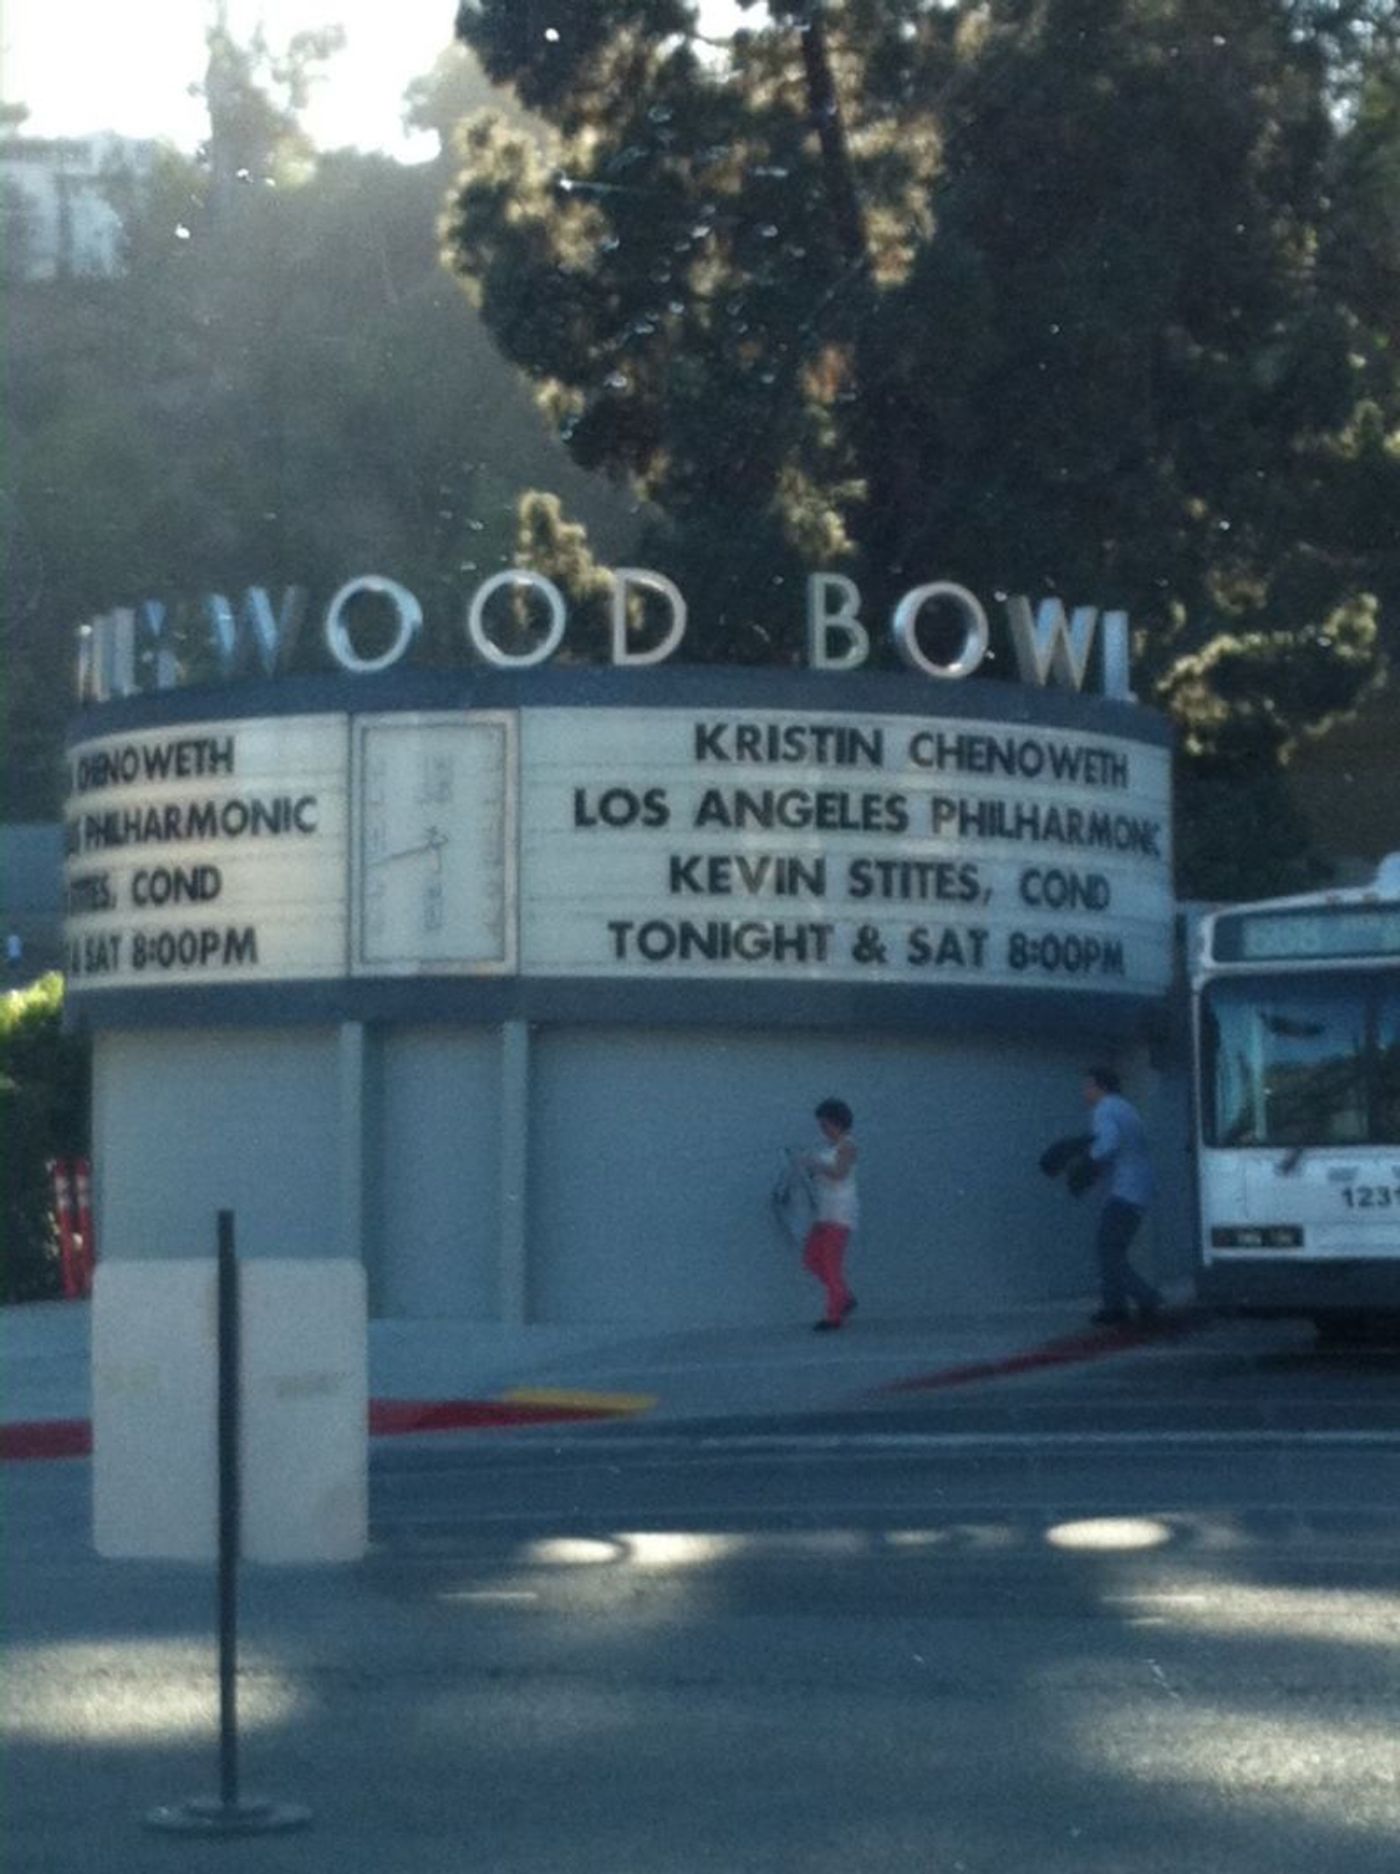 WOOD BOWL
CHENOWETH
PHILHARMONIC
COND
& SAT 8:00PM
KRISTIN CHENOWETH
LOS ANGELES PHILHARMONIC
KEVIN STITES, COND
TONIGHT & SAT 8:00PM
123